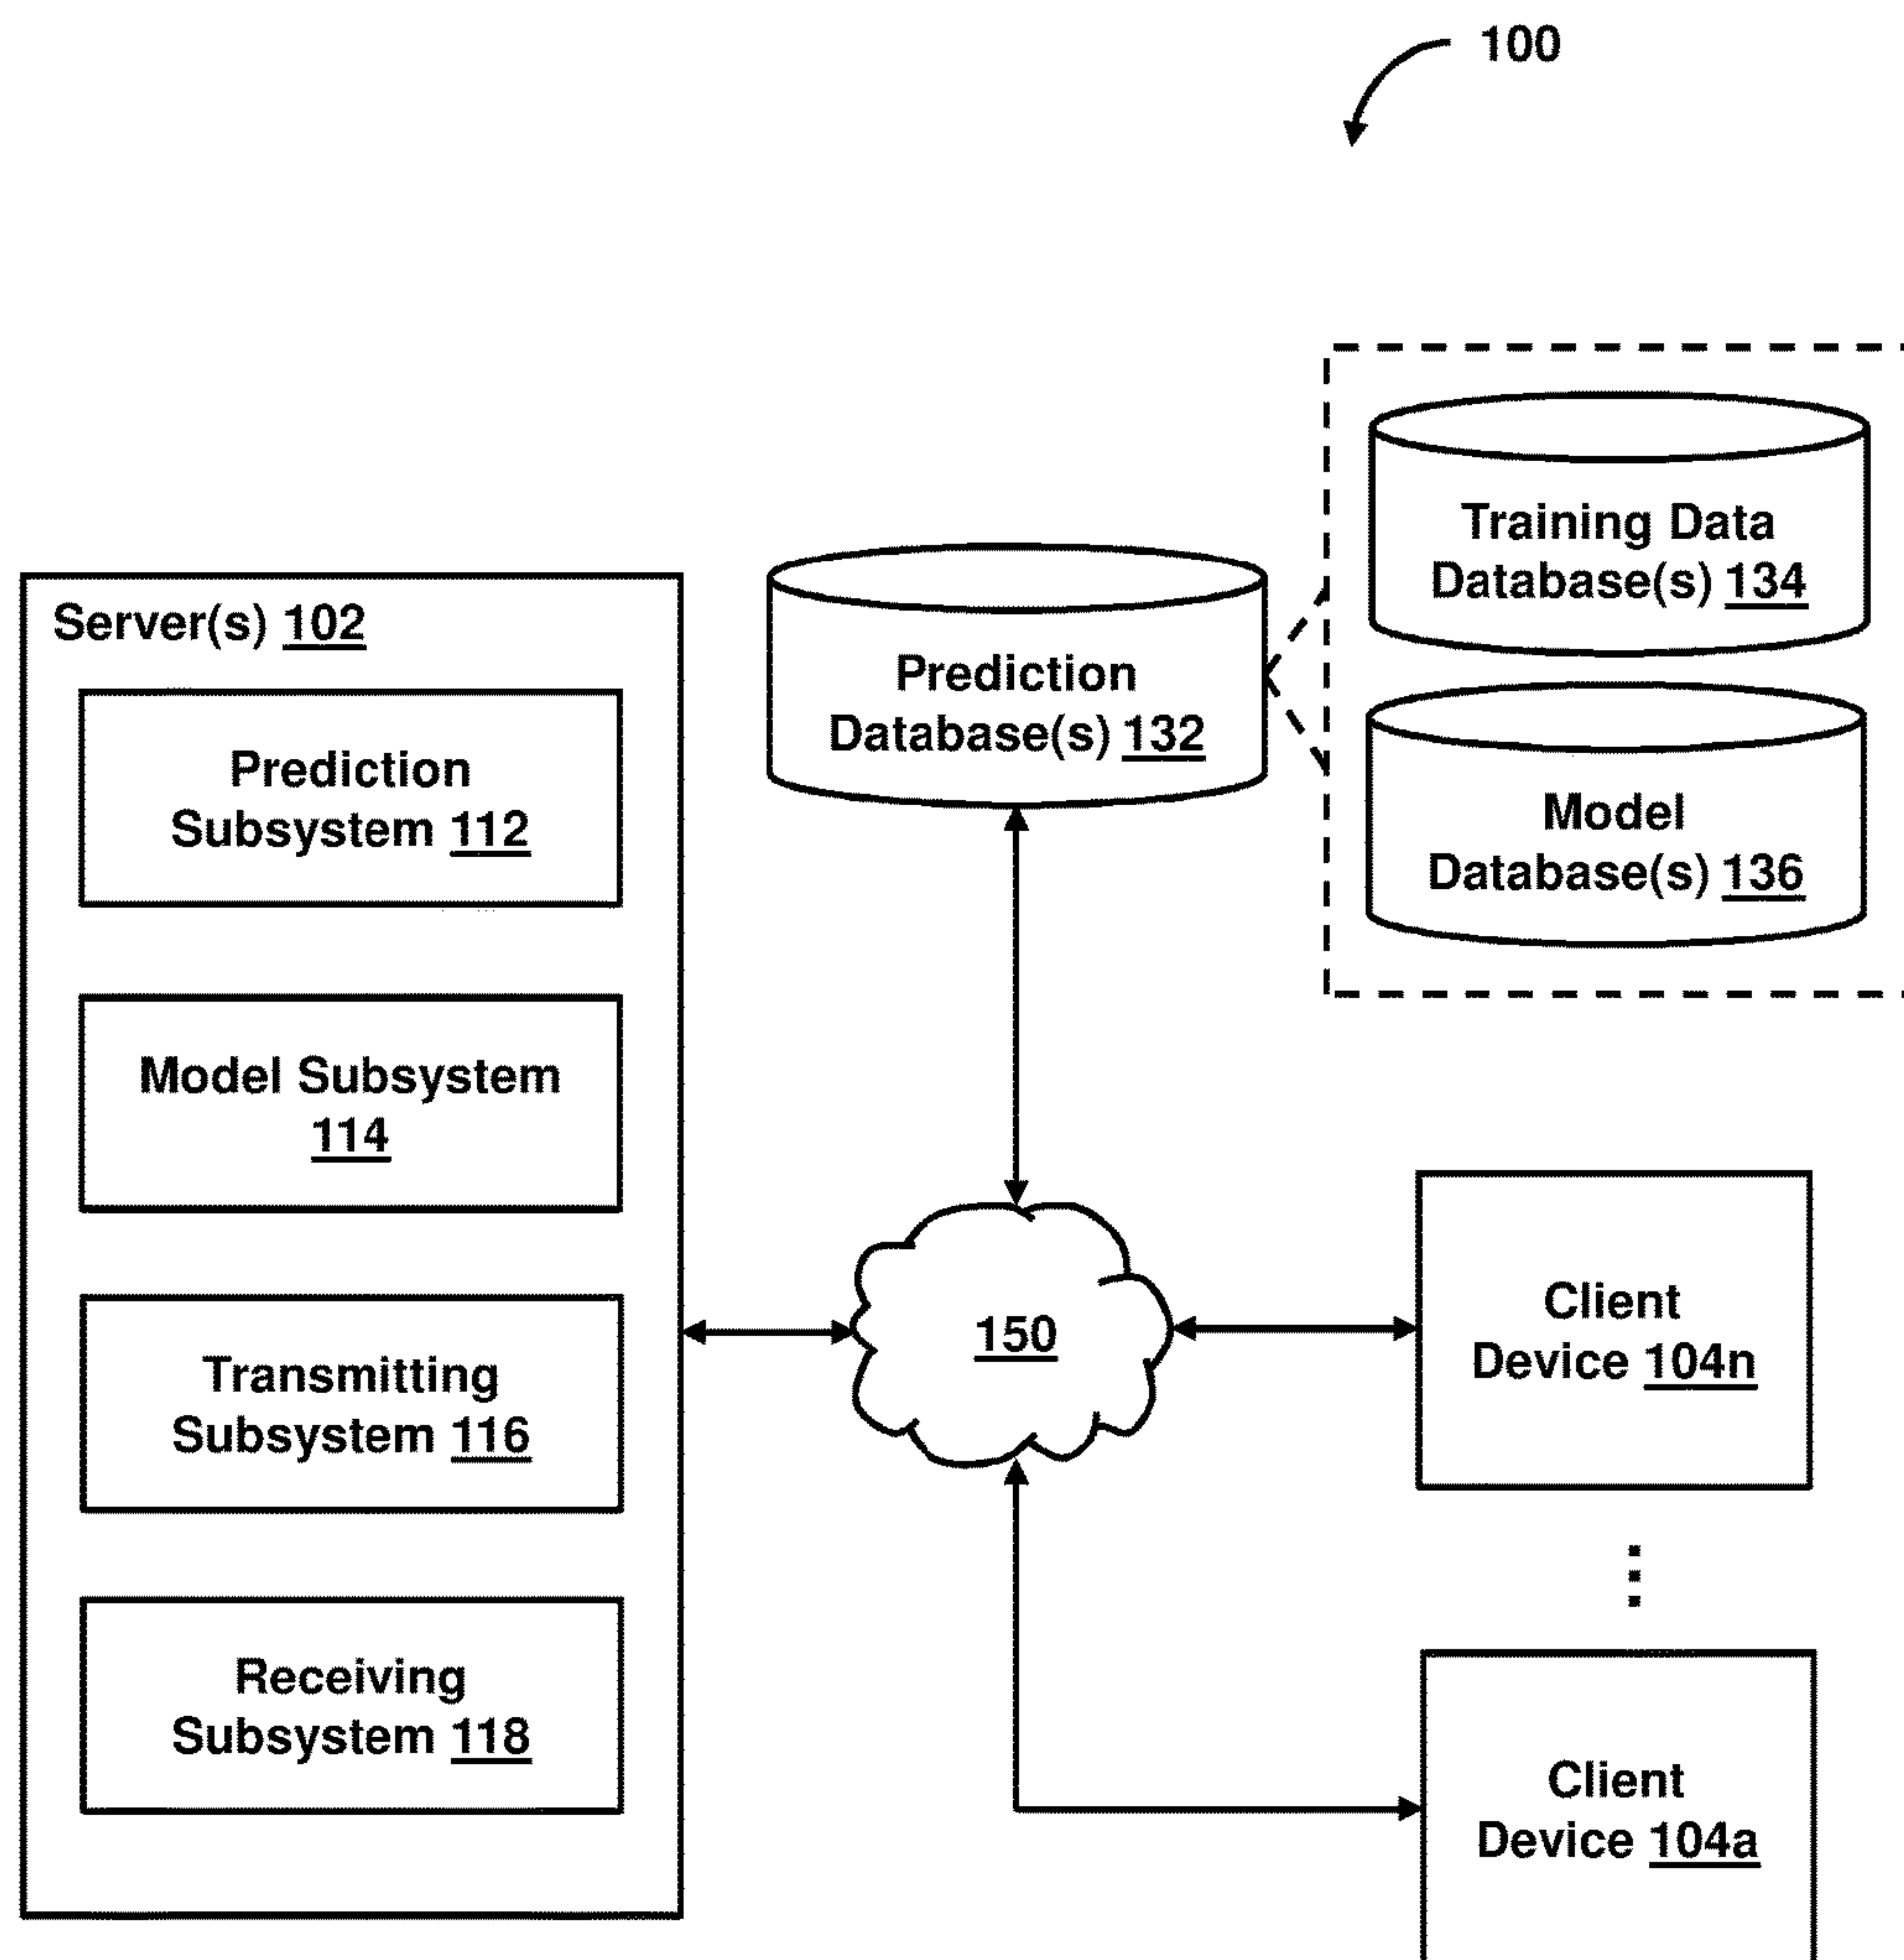 100
Training Data
Database(s) 134
Server(s) 102
Prediction
Database(s) 132
Prediction
Subsystem 112
Model
Database(s) 136
Model Subsystem
114
150
Client
Device 104n
Transmitting
Subsystem 116
Receiving
Subsystem 118
Client
Device 104a